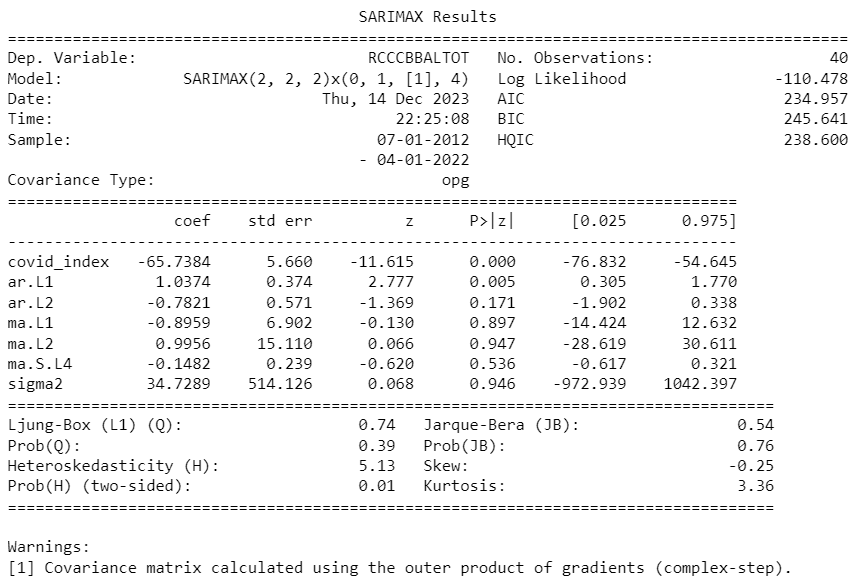 SARIMAX Results
==========================================================================================
Dep. Variable:                         RCCCBBALTOT   No. Observations:                   40
Model:             SARIMAX(2, 2, 2)x(0, 1, [1], 4)   Log Likelihood                -110.478
Date:                             Thu, 14 Dec 2023   AIC                            234.957
Time:                                     22:25:08   BIC                            245.641
Sample:                                 07-01-2012   HQIC                           238.600
- 04-01-2022
Covariance Type:                               opg
===============================================================================
coef    std err          z      P>|z|      [0.025      0.975]
-------------------------------------------------------------------------------
covid_index   -65.7384      5.660    -11.615      0.000     -76.832     -54.645
ar.L1           1.0374      0.374      2.777      0.005       0.305       1.770
ar.L2          -0.7821      0.571     -1.369      0.171      -1.902       0.338
ma.L1          -0.8959      6.902     -0.130      0.897     -14.424      12.632
ma.L2           0.9956     15.110      0.066      0.947     -28.619      30.611
ma.S.L4        -0.1482      0.239     -0.620      0.536      -0.617       0.321
sigma2         34.7289    514.126      0.068      0.946    -972.939    1042.397
===================================================================================
Ljung-Box (L1) (Q):                   0.74   Jarque-Bera (JB):                 0.54
Prob(Q):                              0.39   Prob(JB):                         0.76
Heteroskedasticity (H):               5.13   Skew:                            -0.25
Prob(H) (two-sided):                  0.01   Kurtosis:                         3.36
===================================================================================
Warnings:
[1] Covariance matrix calculated using the outer product of gradients (complex-step).